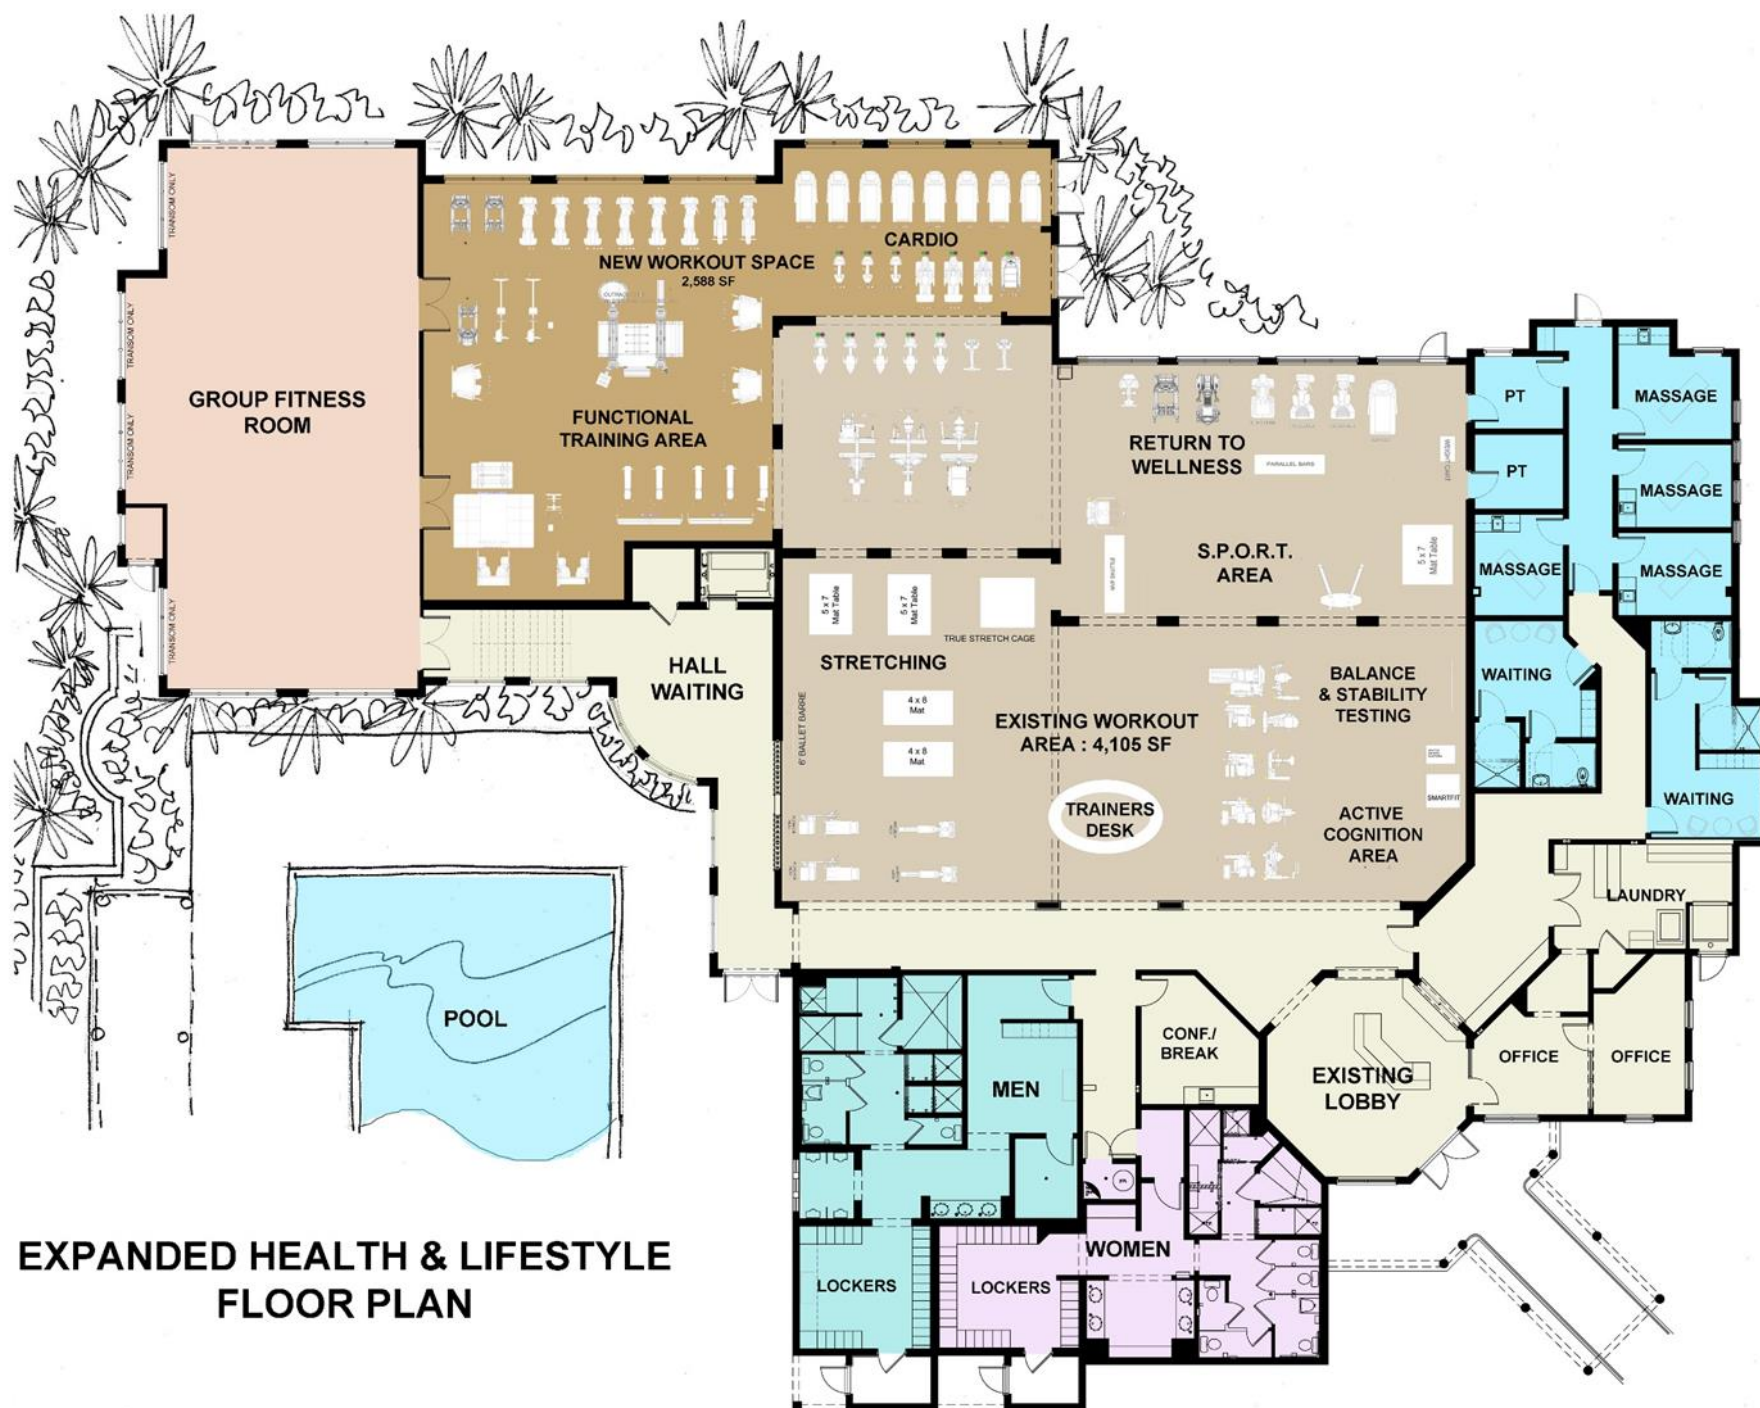 TRANSOM ONLY
TRANSOM ONLY
TRANSOM ONLY
TRANSOM ONLY
GROUP FITNESS
ROOM
CARDIO
NEW WORKOUT SPACE
2,588 SF
FUNCTIONAL
TRAINING AREA
RETURN TO
WELLNESS
PARALLEL BARS
S.P.O.R.T.
AREA
5 x 7
Mat Table
PT
PT
MASSAGE
MASSAGE
MASSAGE
MASSAGE
5 x 7
Mat Table
5 x 7
Mat Table
TRUE STRETCH CAGE
STRETCHING
HALL
WAITING
6' BALLET BARRE
4 x 8
Mat
4 x 8
Mat
EXISTING WORKOUT
AREA : 4,105 SF
BALANCE
& STABILITY
TESTING
TRAINERS
DESK
SMARTFIT
ACTIVE
COGNITION
AREA
WAITING
WAITING
LAUNDRY
OFFICE
OFFICE
POOL
MEN
CONF./
BREAK
EXISTING
LOBBY
WOMEN
LOCKERS
LOCKERS
EXPANDED HEALTH & LIFESTYLE
FLOOR PLAN